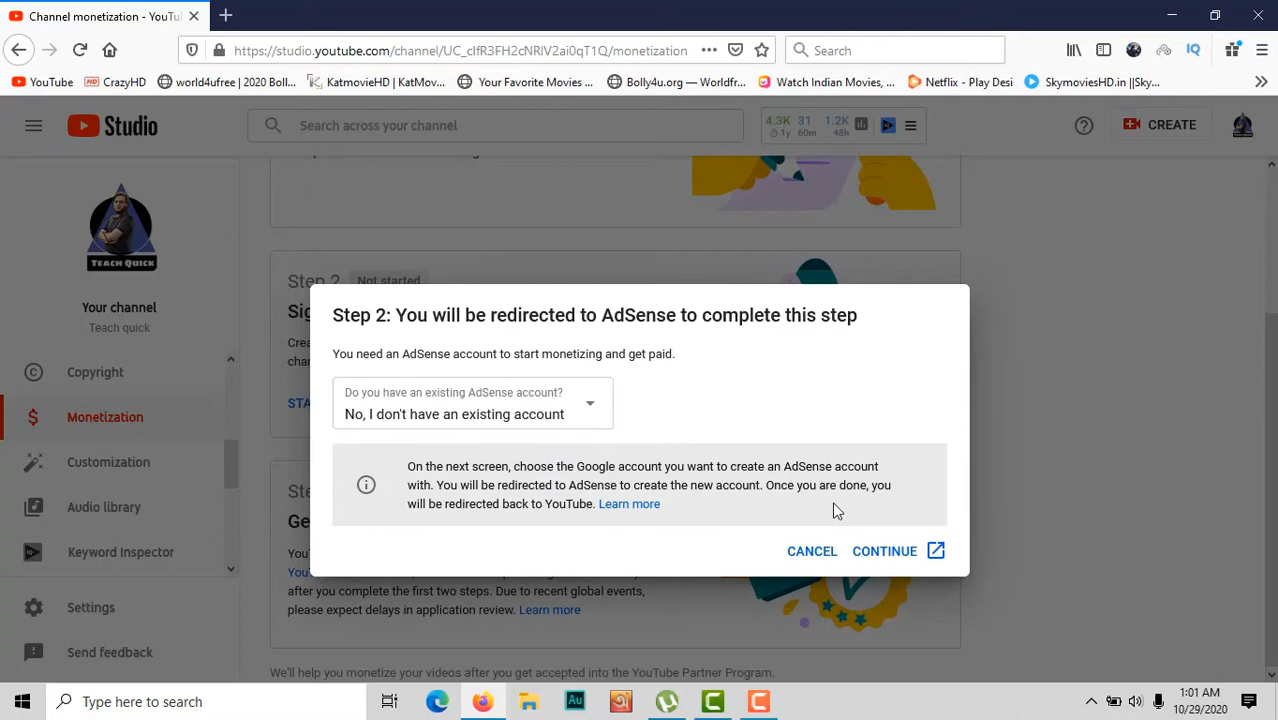 Channel monetization - YouTu
https://studio.youtube.com/channel/UC_cIfR3FH2cNRIV2ai0qT1Q/monetization
Search
YouTube
CrazyHD
world4ufree | 2020 Boll...
KatmovieHD | KatMov...
Your Favorite Movies ...
Bolly4u.org — Worldf...
Watch Indian Movies, ...
Netflix - Play Desi
SkymoviesHD.in ||Sky...
Studio
Search across your channel
4.3K
31
1.2K
1y
60m
48h
CREATE
TEACH QUICK
Your channel
Teach quick
Copyright
Monetization
Customization
Audio library
Keyword Inspector
Settings
Send feedback
Step 2
Not started
Step 2: You will be redirected to AdSense to complete this step
You need an AdSense account to start monetizing and get paid.
Do you have an existing AdSense account?
No, I don't have an existing account
On the next screen, choose the Google account you want to create an AdSense account
with. You will be redirected to AdSense to create the new account. Once you are done, you
will be redirected back to YouTube. Learn more
CANCEL
CONTINUE
after you complete the first two steps. Due to recent global events,
please expect delays in application review. Learn more
We'll help you monetize your videos after you get accepted into the YouTube Partner Program.
Type here to search
Au
1:01 AM
10/29/2020